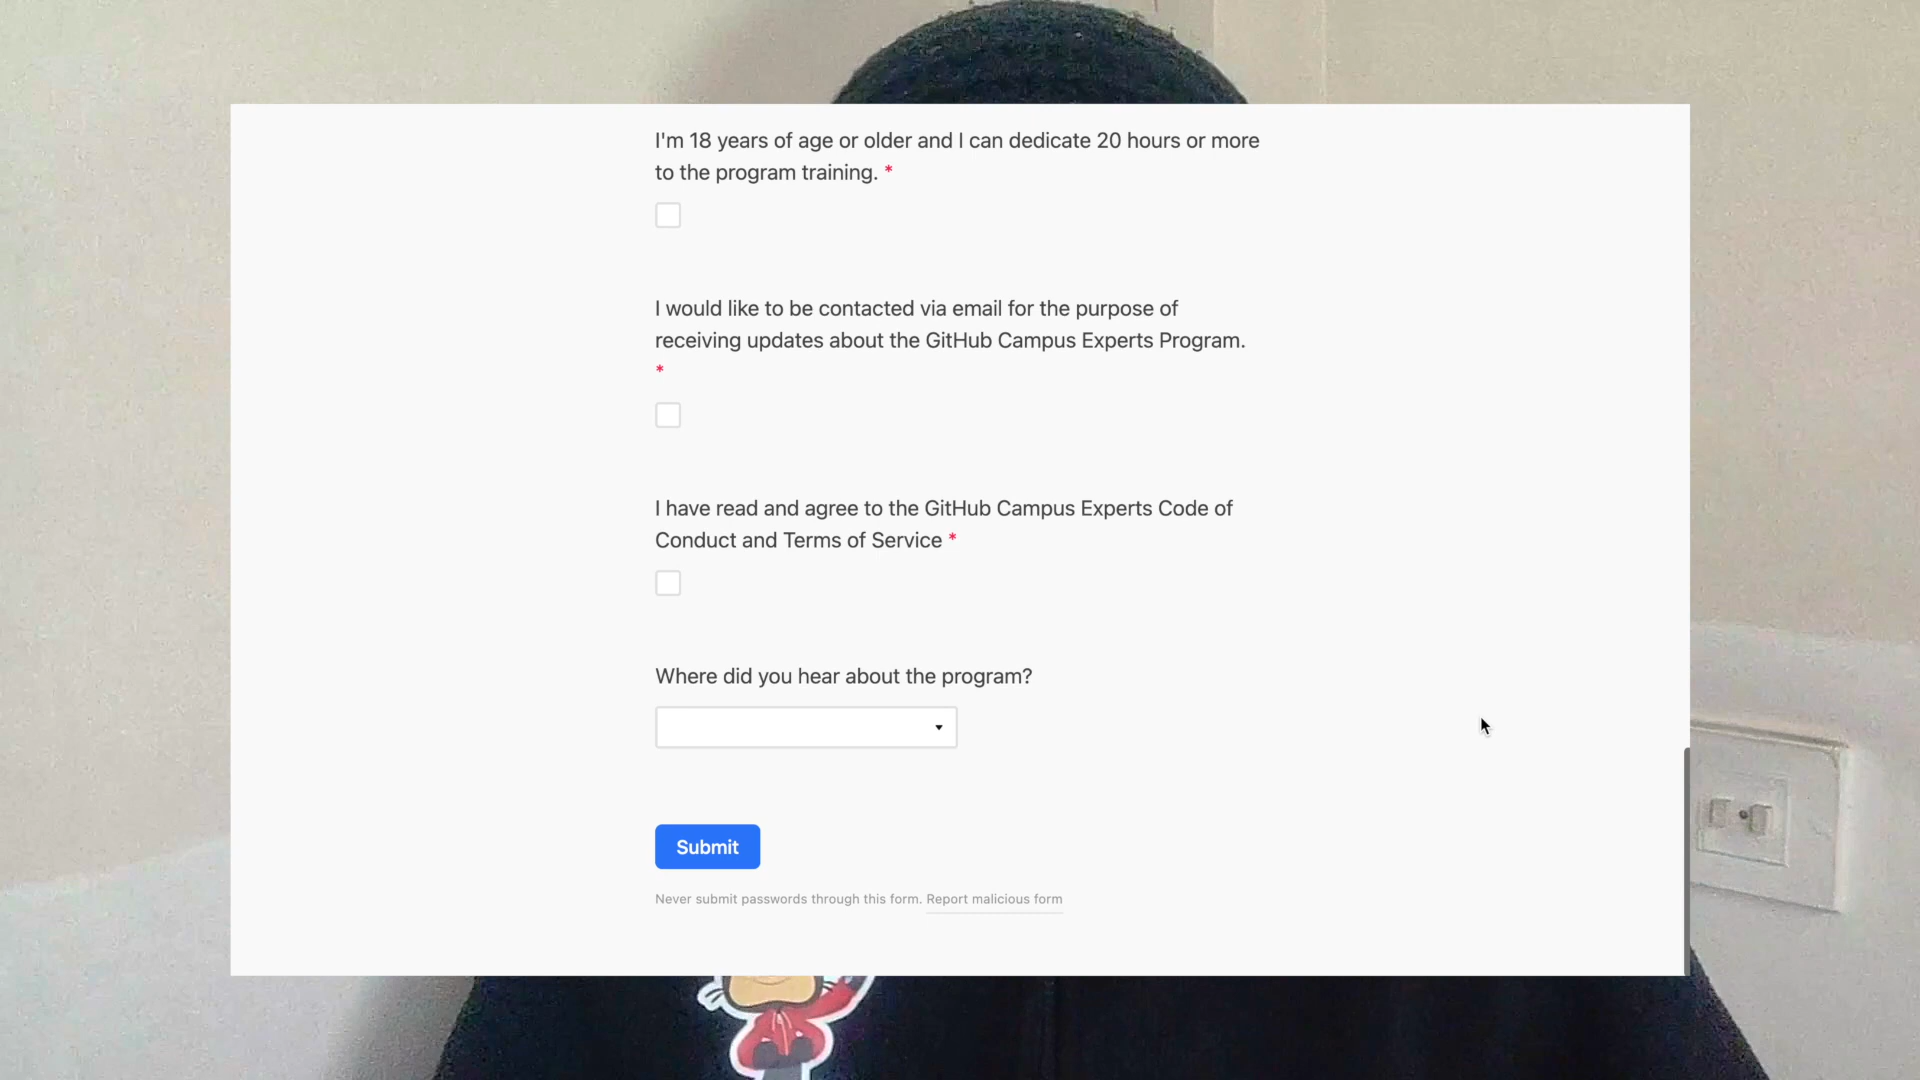 I'm 18 years of age or older and I can dedicate 20 hours or more
to the program training. *
I would like to be contacted via email for the purpose of
receiving updates about the GitHub Campus Experts Program.
*
I have read and agree to the GitHub Campus Experts Code of
Conduct and Terms of Service *
Where did you hear about the program?
Submit
Never submit passwords through this form. Report malicious form